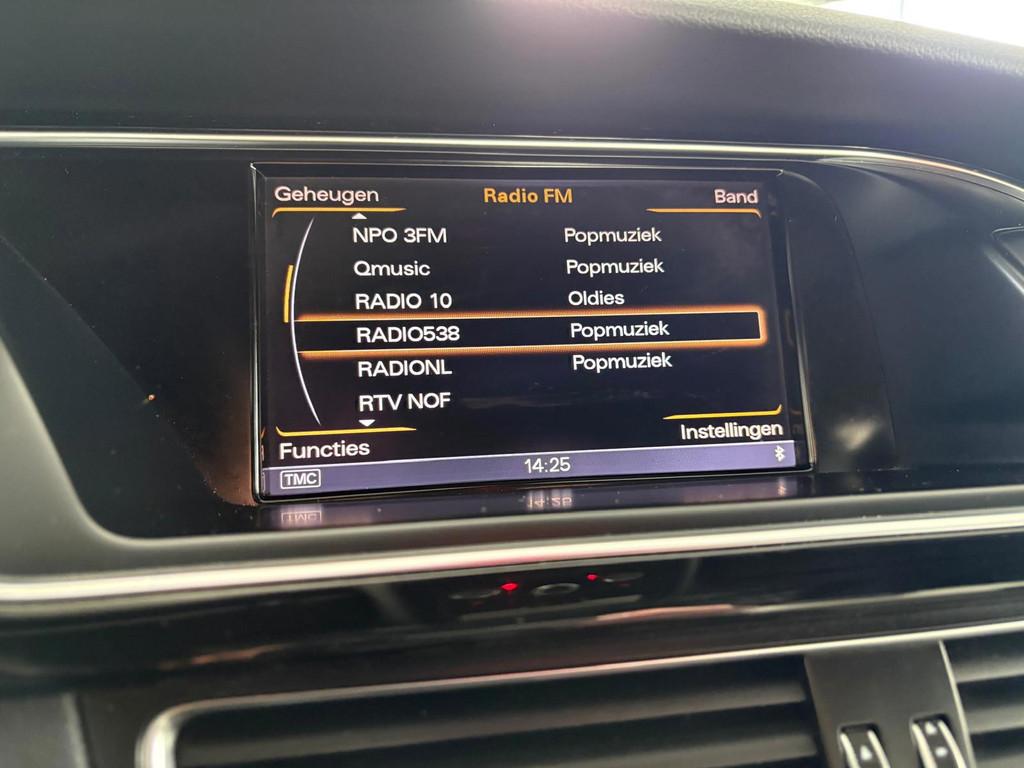 Geheugen Radio FM Band
NPO 3FM Popmuziek
Qmusic Popmuziek
RADIO 10 Oldies
RADIO538 Popmuziek
RADIONL Popmuziek
RTV NOF
Functies Instellingen
TMC 14:25